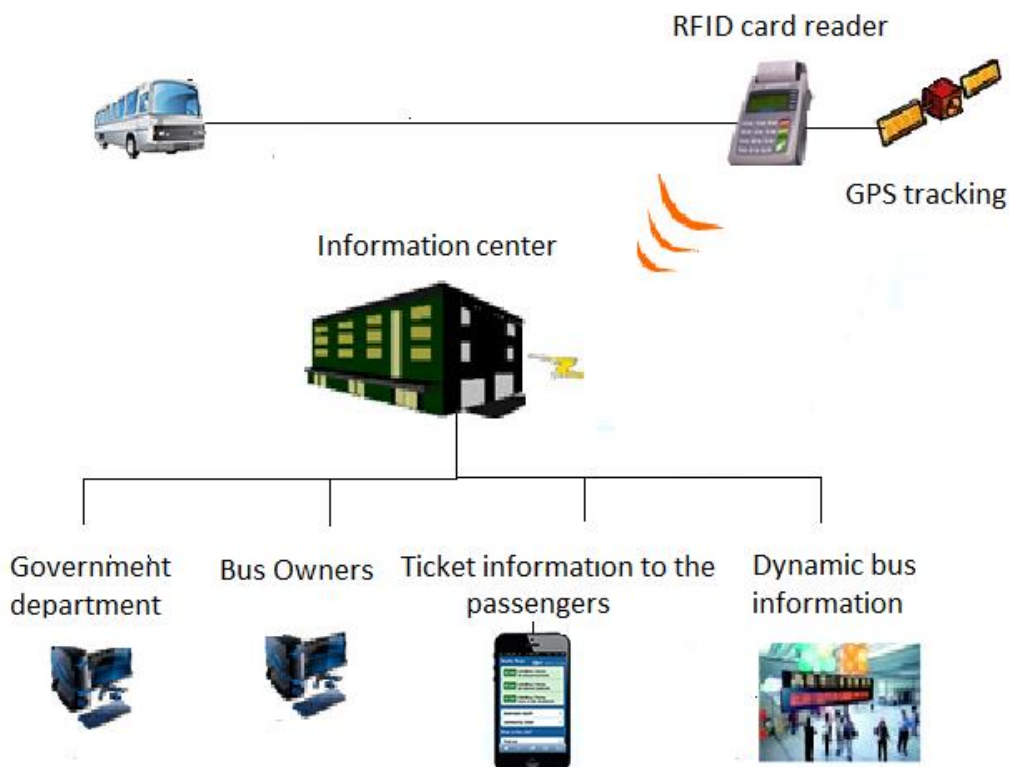 RFID card reader
GPS tracking
Information center
Government
department
Bus Owners
Ticket information to the
passengers
Dynamic bus
information